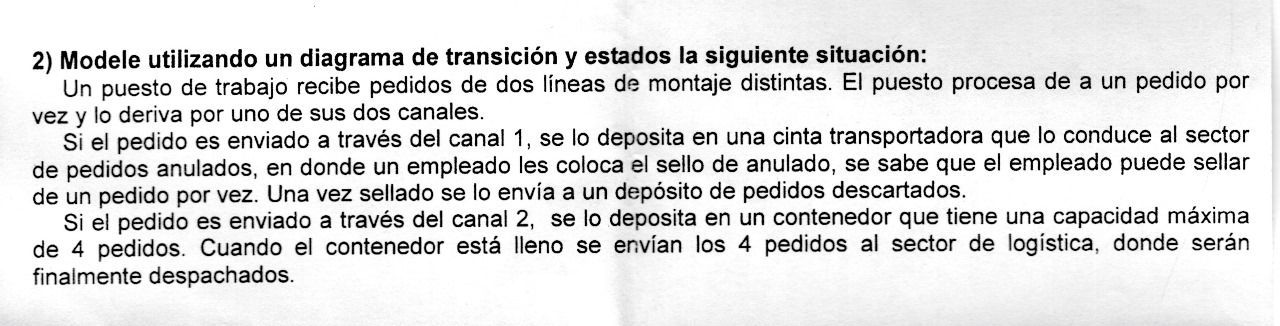 2) Modele utilizando un diagrama de transición y estados la siguiente situación:
Un puesto de trabajo recibe pedidos de dos líneas de montaje distintas. El puesto procesa de a un pedido por
vez y lo deriva por uno de sus dos canales.
Si el pedido es enviado a través del canal 1, se lo deposita en una cinta transportadora que lo conduce al sector
de pedidos anulados, en donde un empleado les coloca el sello de anulado, se sabe que el empleado puede sellar
de un pedido por vez. Una vez sellado se lo envía a un depósito de pedidos descartados.
Si el pedido es enviado a través del canal 2, se lo deposita en un contenedor que tiene una capacidad máxima
de 4 pedidos. Cuando el contenedor está lleno se envían los 4 pedidos al sector de logística, donde serán
finalmente despachados.